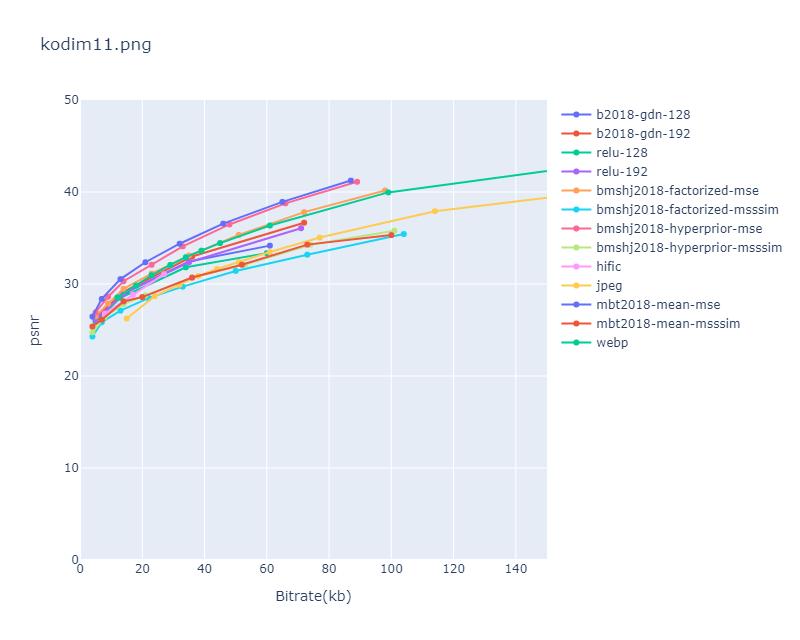 kodim11.png
50
40
30
20
10
0
psnr
0 20 40 60 80 100 120 140
Bitrate(kb)
b2018-gdn-128
b2018-gdn-192
relu-128
relu-192
bmshj2018-factorized-mse
bmshj2018-factorized-msssim
bmshj2018-hyperprior-mse
bmshj2018-hyperprior-msssim
hific
jpeg
mbt2018-mean-mse
mbt2018-mean-msssim
webp